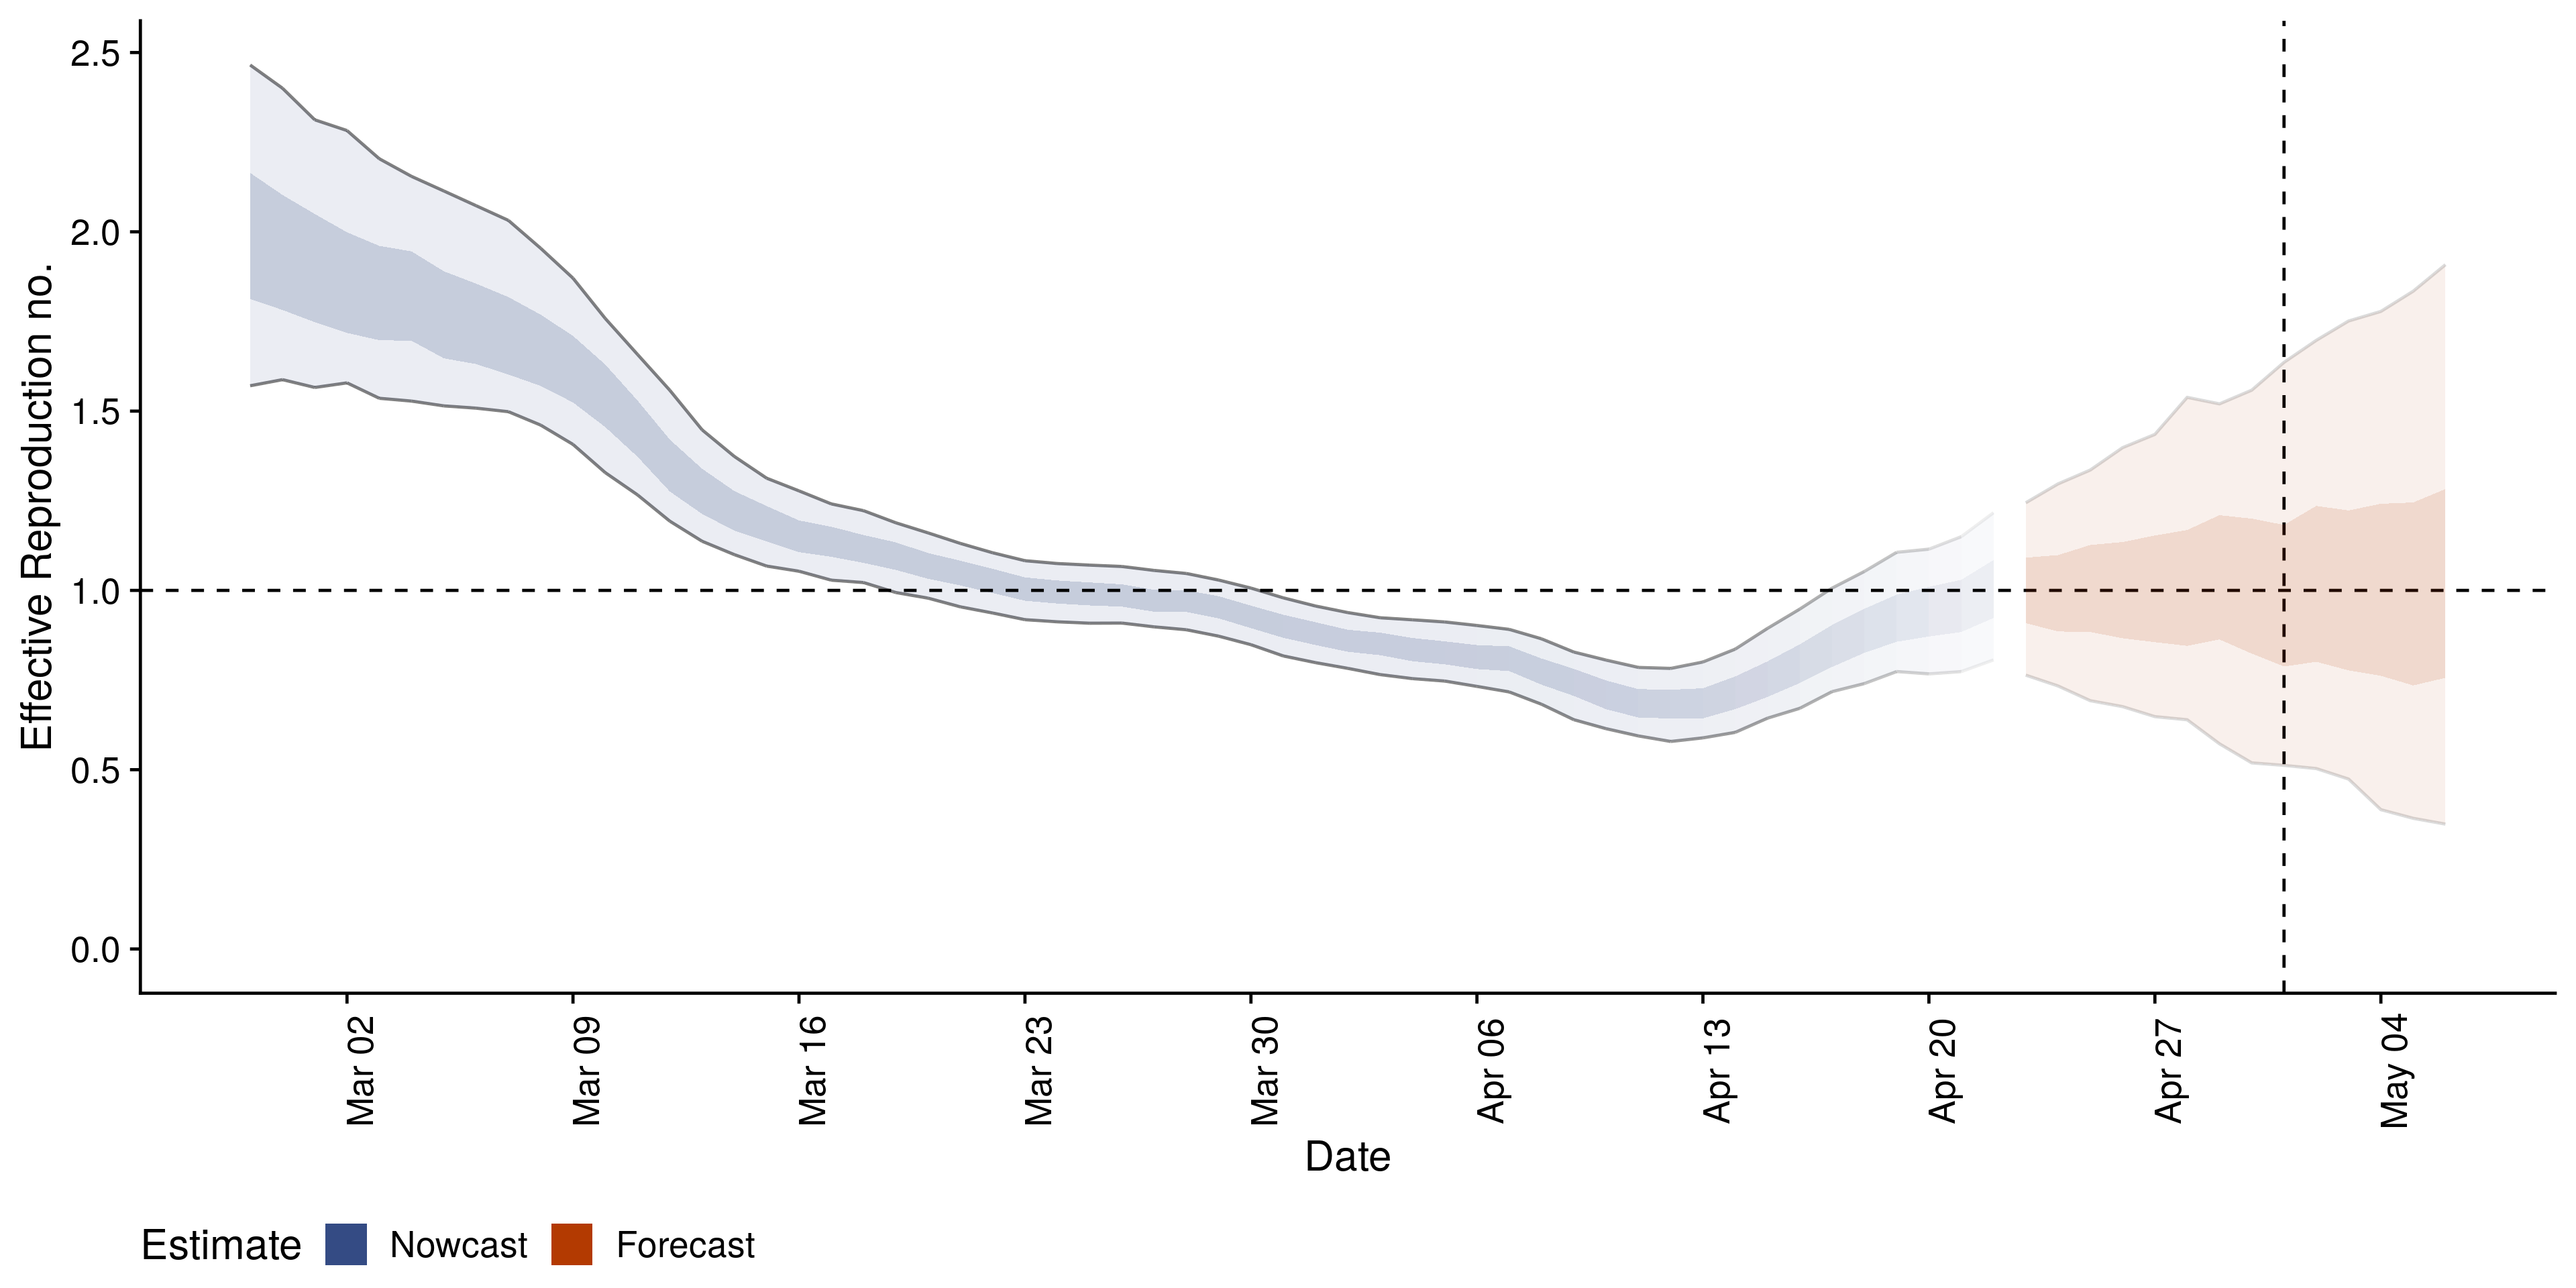 Effective Reproduction no.
2.5
2.0
1.5
1.0
0.5
0.0
Mar 02
Mar 09
Mar 16
Mar 23
Mar 30
Apr 06
Apr 13
Apr 20
Apr 27
May 04
Date
Estimate Nowcast Forecast